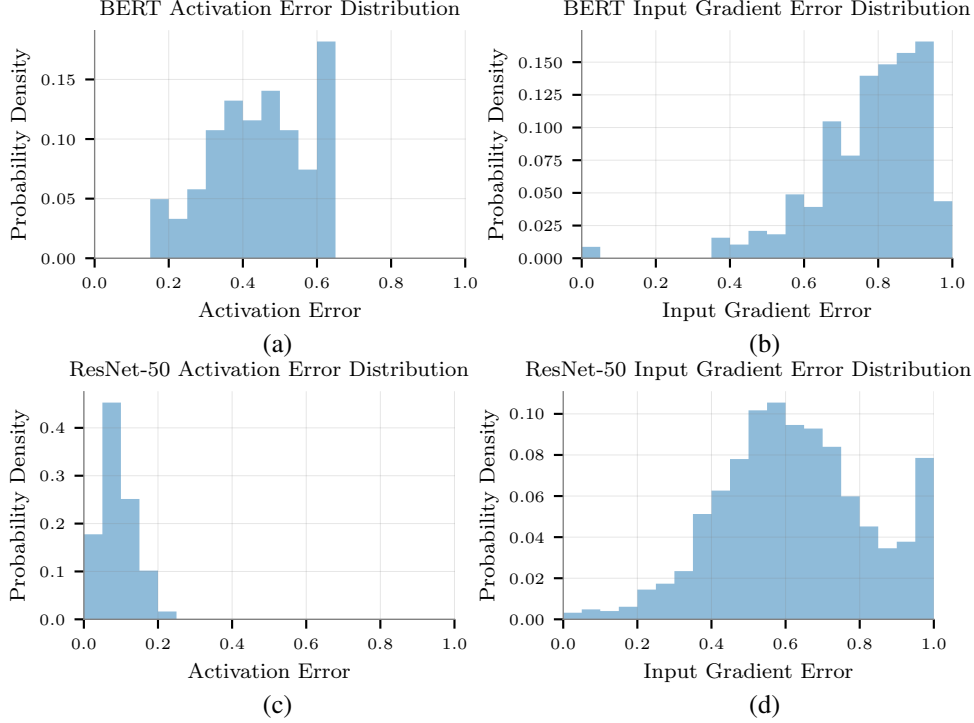 BERT Activation Error Distribution
Probability Density
0.15
0.10
0.05
0.00
0.0 0.2 0.4 0.6 0.8 1.0
Activation Error
(a)
BERT Input Gradient Error Distribution
Probability Density
0.150
0.125
0.100
0.075
0.050
0.025
0.000
0.0 0.2 0.4 0.6 0.8 1.0
Input Gradient Error
(b)
ResNet-50 Activation Error Distribution
Probability Density
0.4
0.3
0.2
0.1
0.0
0.0 0.2 0.4 0.6 0.8 1.0
Activation Error
(c)
ResNet-50 Input Gradient Error Distribution
Probability Density
0.10
0.08
0.06
0.04
0.02
0.00
0.0 0.2 0.4 0.6 0.8 1.0
Input Gradient Error
(d)